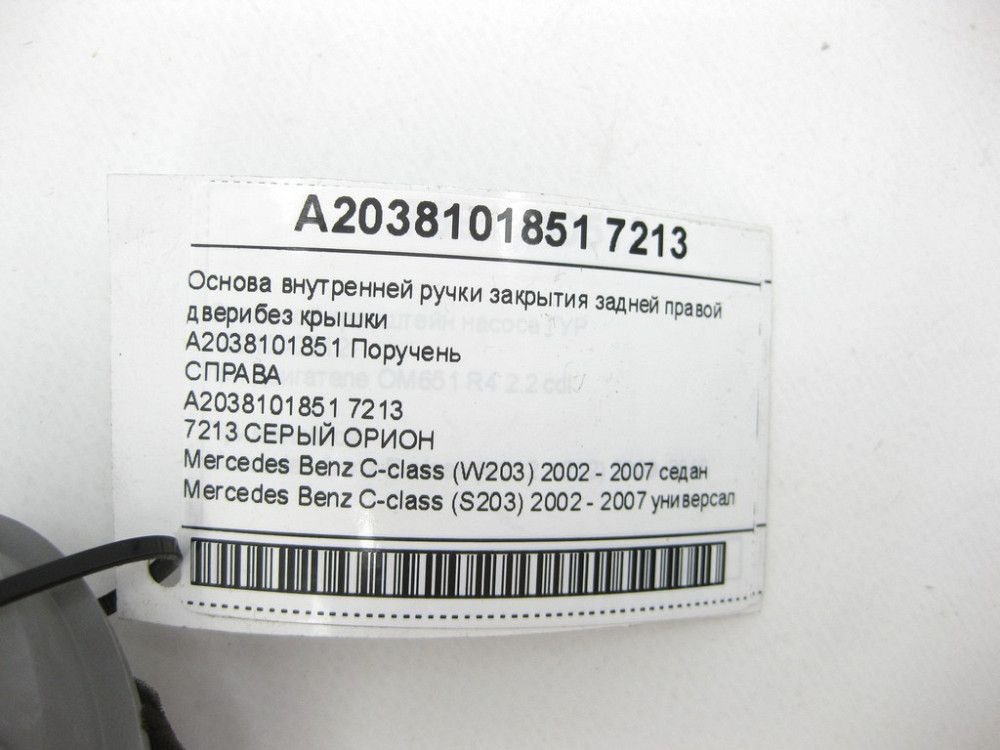 A2038101851 7213
Основа внутренней ручки закрытия задней правой
двериbез крышки
A2038101851 Поручень
СПРАВА
A2038101851 7213
7213 СЕРЫЙ ОРИОН
Mercedes Benz C-class (W203) 2002 - 2007 седан
Mercedes Benz C-class (S203) 2002 - 2007 универсал